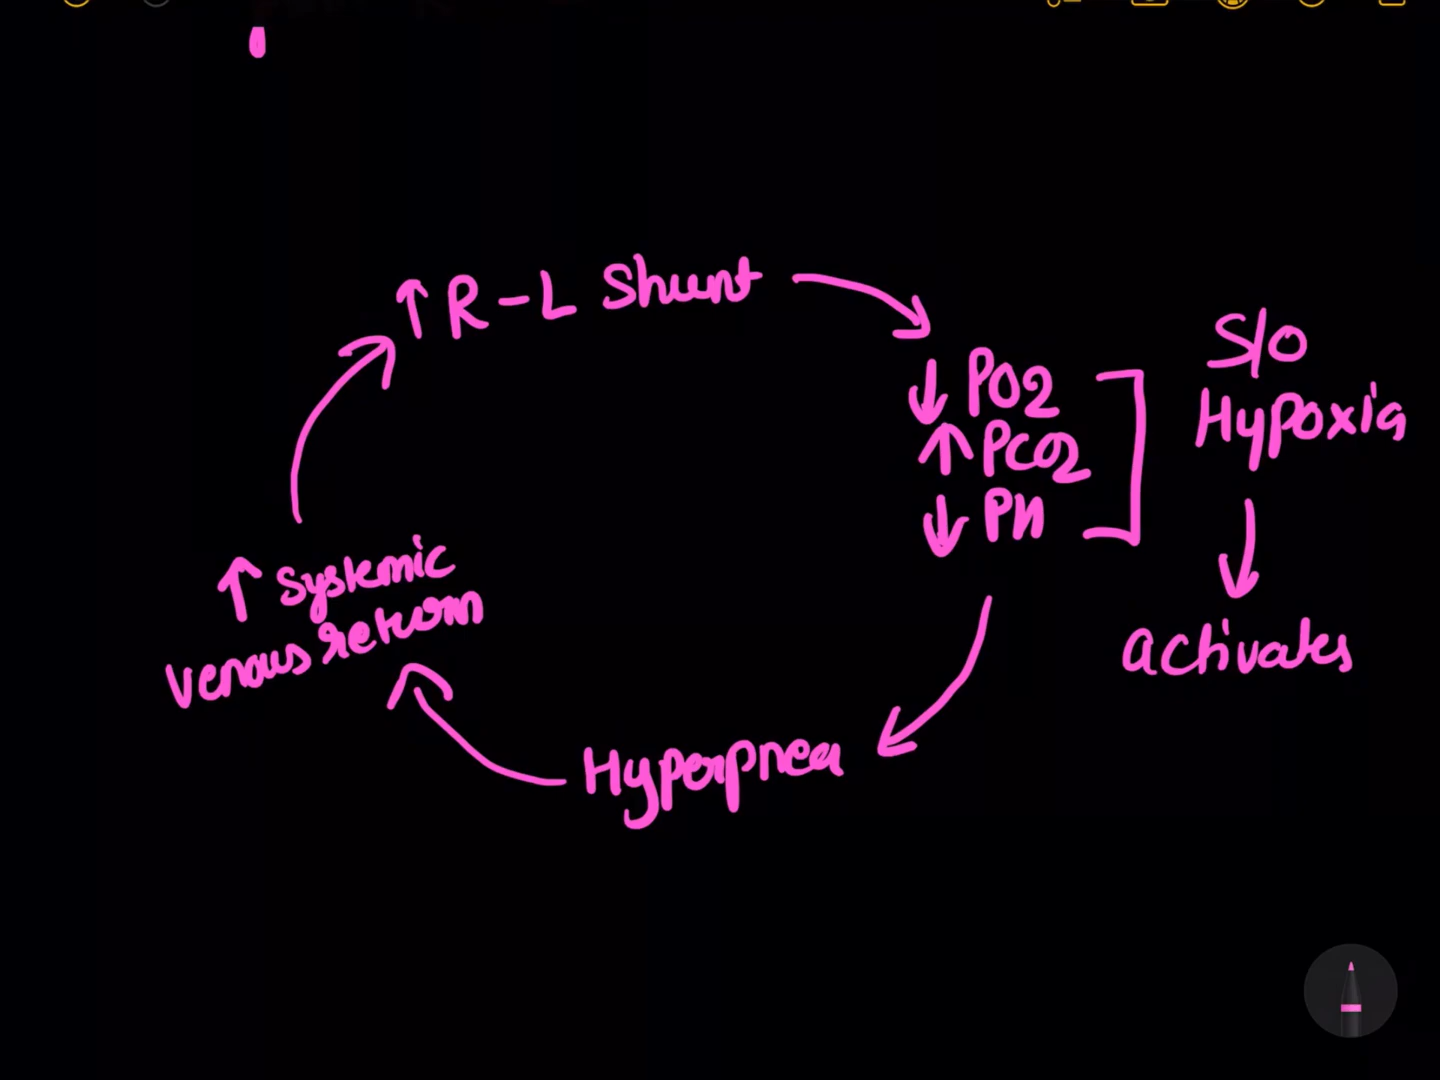 ↑ R-L Shunt
↓ PO2
↑ PCO2
↓ PH
S/O
Hypoxia
activates
Hyperpnea
↑ Systemic
venous return